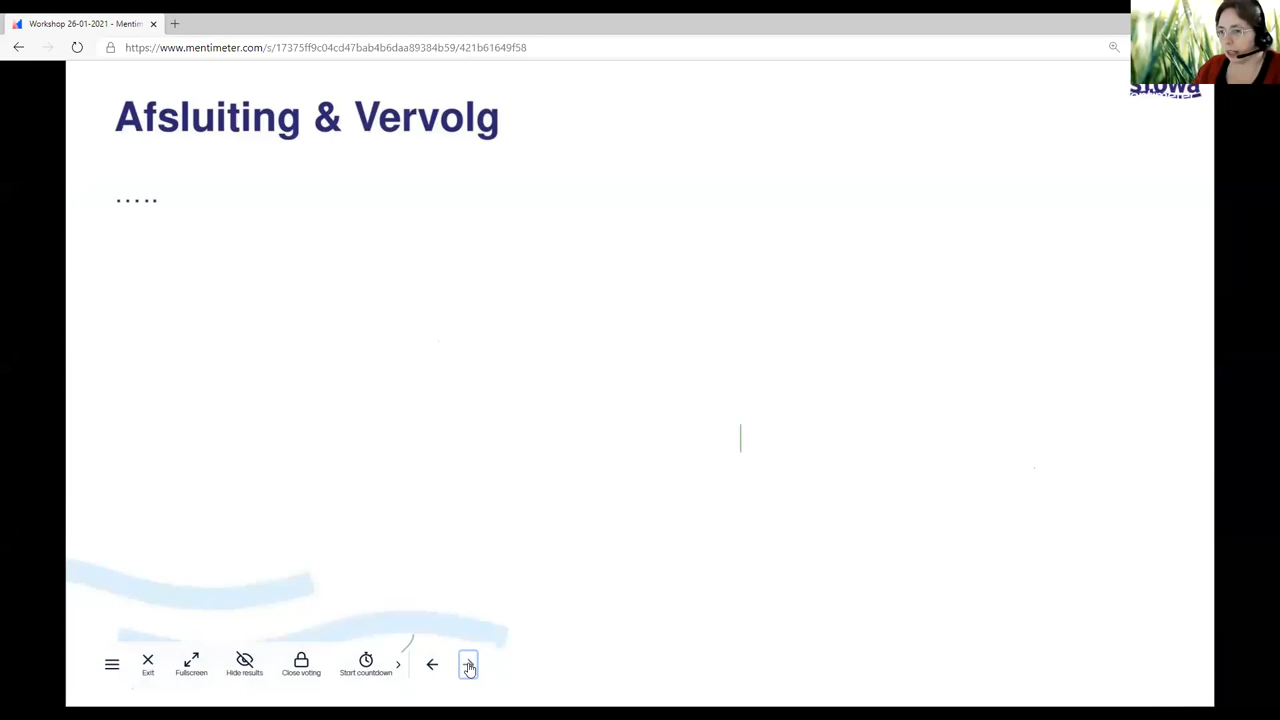 Workshop 26-01-2021 - Mentim
https://www.mentimeter.com/s/17375ff9c04cd47bab4b6daa89384b59/421b61649f58
stowa
Afsluiting & Vervolg
.....
Exit
Fullscreen
Hide results
Close voting
Start countdown